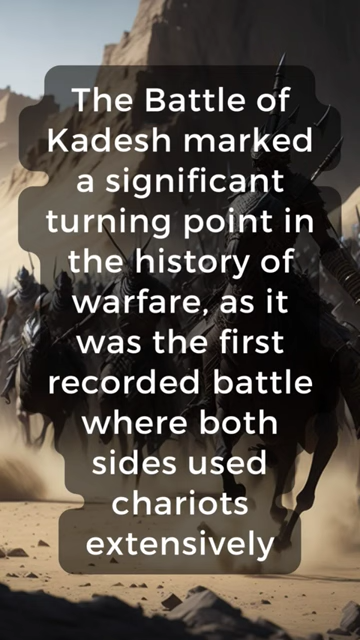 The Battle of
Kadesh marked
a significant
turning point in
the history of
warfare, as it
was the first
recorded battle
where both
sides used
chariots
extensively